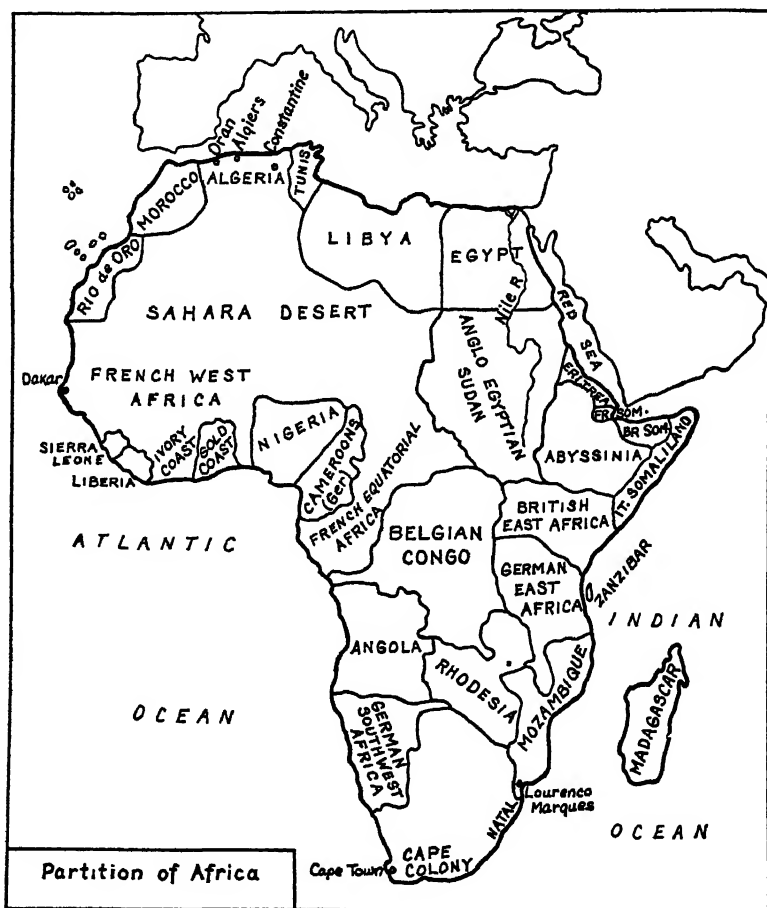 Oran
Algiers
Constantine
MOROCCO
ALGERIA
TUNIS
LIBYA
EGYPT
Nile R
RED SEA
RIO de ORO
SAHARA DESERT
ANGLO EGYPTIAN
SUDAN
ERITREA
Dakar
FRENCH WEST
AFRICA
FR SOM.
BR SOM.
SIERRA
LEONE
LIBERIA
IVORY
COAST
GOLD
COAST
NIGERIA
CAMEROONS
(Ger)
FRENCH EQUATORIAL
AFRICA
ABYSSINIA
IT. SOMALILAND
BRITISH
EAST AFRICA
ATLANTIC
BELGIAN
CONGO
GERMAN
EAST
AFRICA
ZANZIBAR
INDIAN
ANGOLA
RHODESIA
MOZAMBIQUE
MADAGASCAR
OCEAN
GERMAN
SOUTHWEST
AFRICA
Lourenco
Marques
NATAL
OCEAN
Cape Town
CAPE
COLONY
Partition of Africa